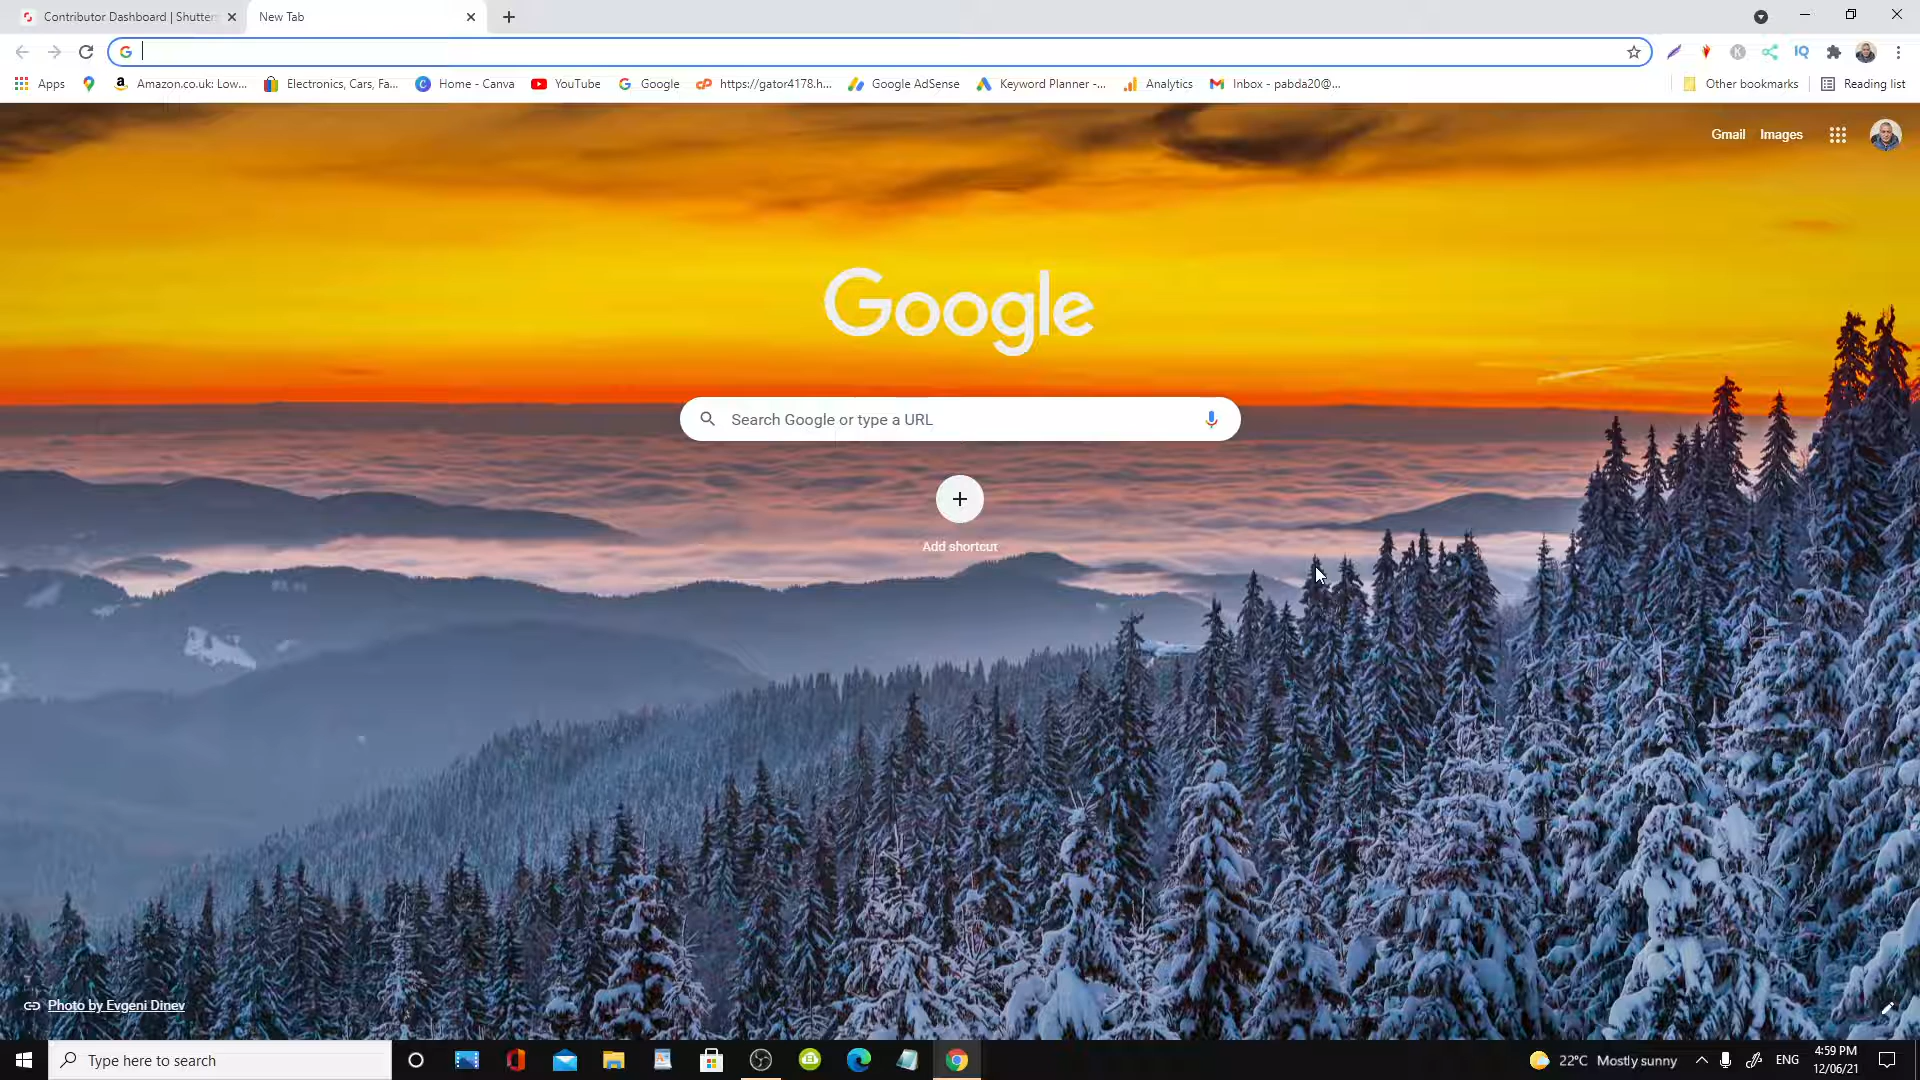 Contributor Dashboard | Shutter
New Tab
Apps
Amazon.co.uk: Low...
Electronics, Cars, Fa...
Home - Canva
YouTube
Google
https://gator4178.h...
Google AdSense
Keyword Planner -...
Analytics
Inbox - pabda20@...
Other bookmarks
Reading list
Gmail
Images
Google
Search Google or type a URL
Add shortcut
Photo by Evgeni Dinev
Type here to search
22°C Mostly sunny
ENG
4:59 PM
12/06/21